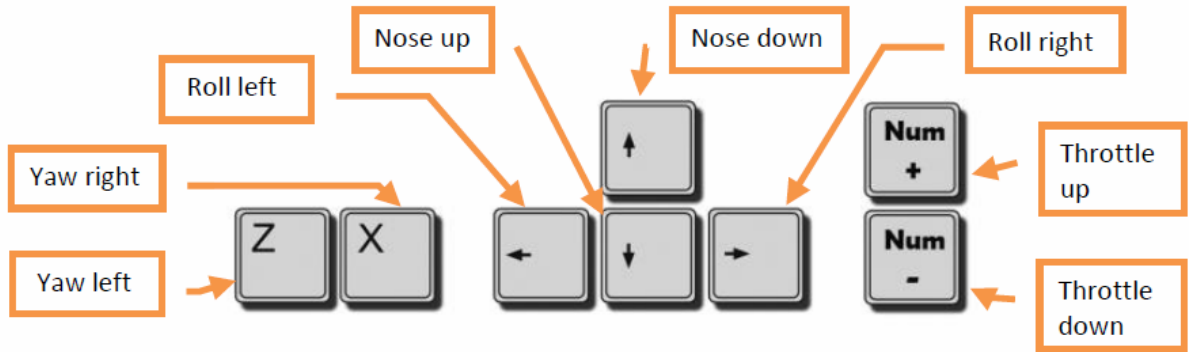 Nose up
Nose down
Roll right
Roll left
Yaw right
Yaw left
Z
X
Num
+
Num
-
Throttle
up
Throttle
down